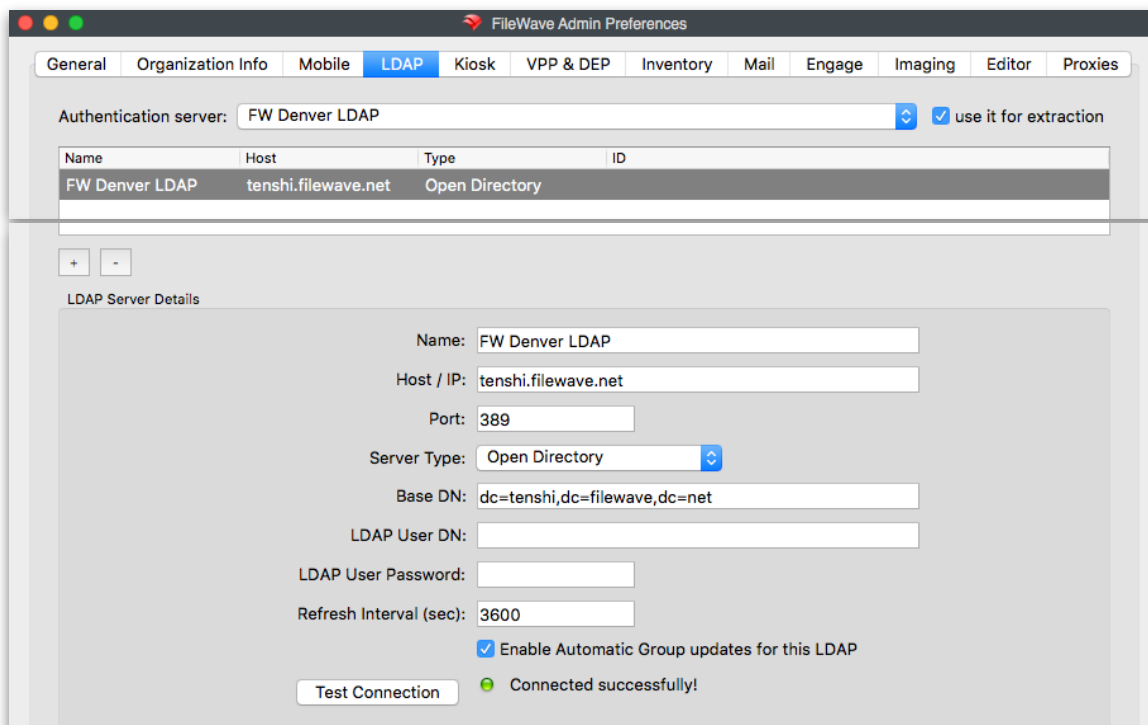 FileWave Admin Preferences
General Organization Info Mobile LDAP Kiosk VPP & DEP Inventory Mail Engage Imaging Editor Proxies
Authentication server: FW Denver LDAP use it for extraction
Name Host Type ID
FW Denver LDAP tenshi.filewave.net Open Directory
+ -
LDAP Server Details
Name: FW Denver LDAP
Host / IP: tenshi.filewave.net
Port: 389
Server Type: Open Directory
Base DN: dc=tenshi,dc=filewave,dc=net
LDAP User DN:
LDAP User Password:
Refresh Interval (sec): 3600
Enable Automatic Group updates for this LDAP
Test Connection Connected successfully!